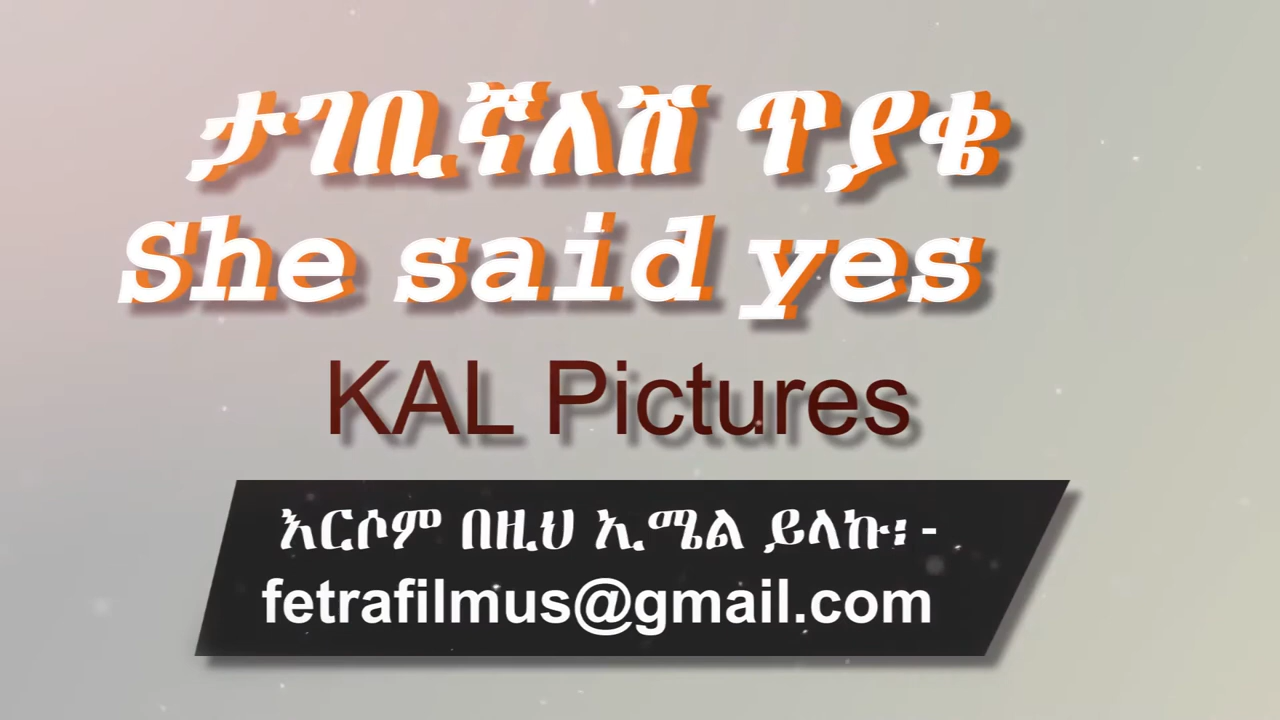 ታገቢኛለሽ ጥያቄ
She said yes
KAL Pictures
እርሶም በዚህ ኢሜል ይላኩ፥-
fetrafilmus@gmail.com